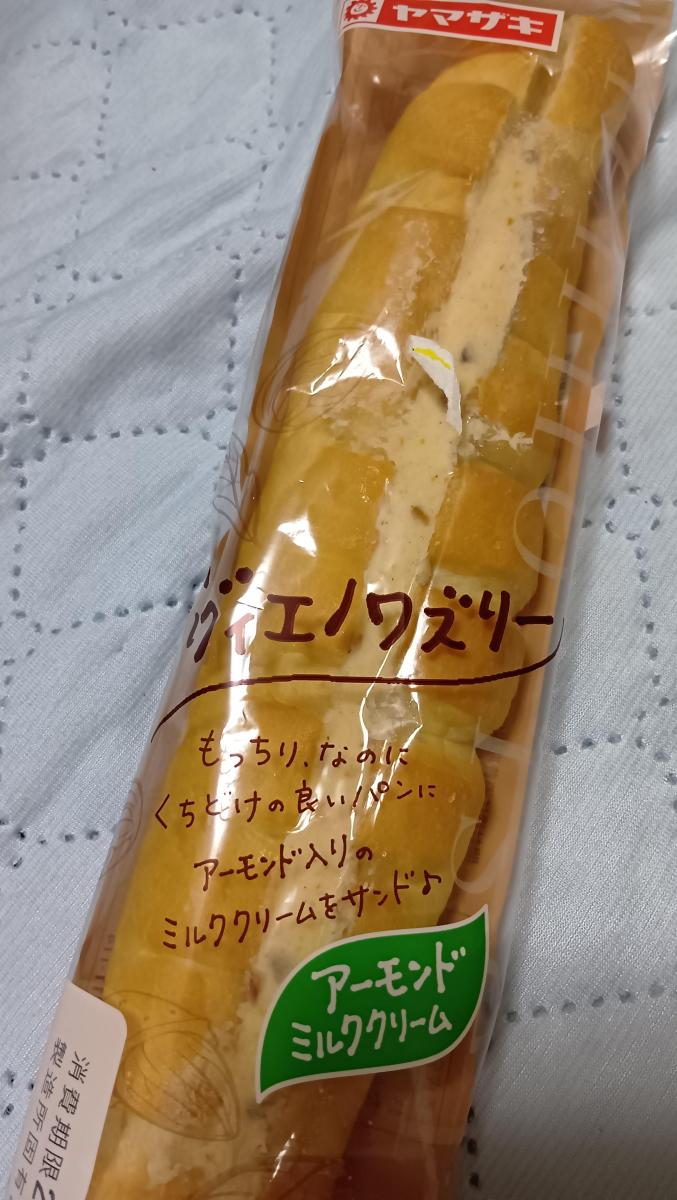 ヤマザキ
ヴィエノワズリー
もっちり、なのに
くちどけの良いパンに
アーモンド入りの
ミルククリームをサンド♪
アーモンド
ミルククリーム
消費期限2
製造所固有